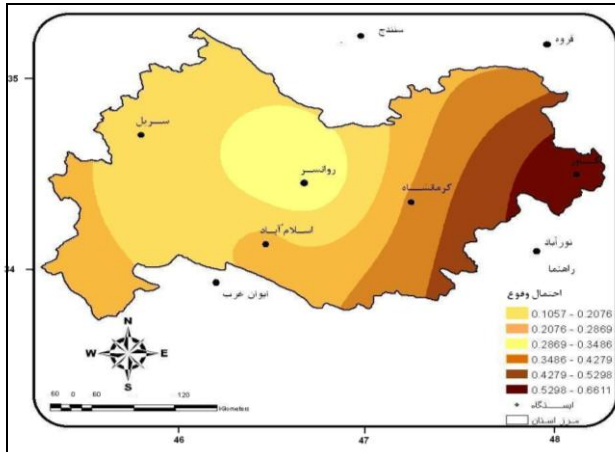 سنندج
قروه
35
سرپل
روانسر
کرمانشاه
اسلام آباد
نورآباد
34
ایوان غرب
راهنما
احتمال وقوع
0.1057 - 0.2076
0.2076 - 0.2869
0.2869 - 0.3486
0.3486 - 0.4279
0.4279 - 0.5298
0.5298 - 0.6611
ایستگاه
مرز استان
N
W E
S
60 0 60 120
Kilometers
46 47 48